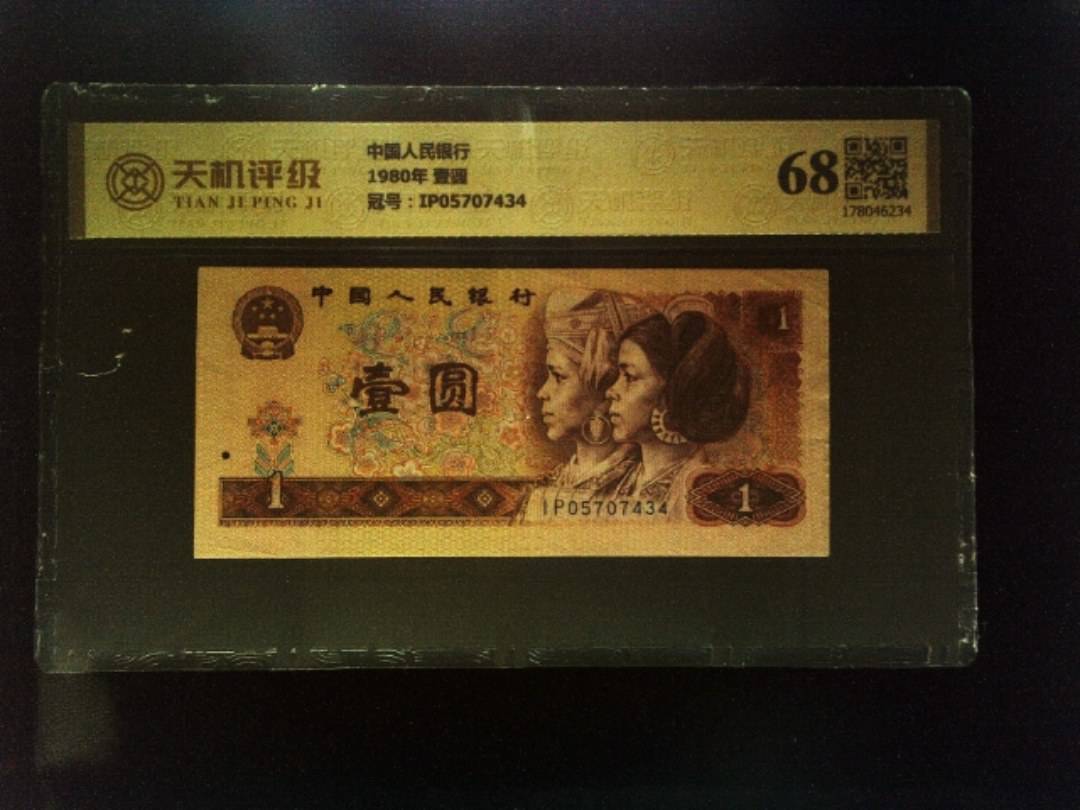 天机评级
TIAN JI PING JI
中国人民银行
1980年 壹圆
冠号：IP05707434
68
178046234
中国人民银行
1
壹圆
1
IP05707434
1